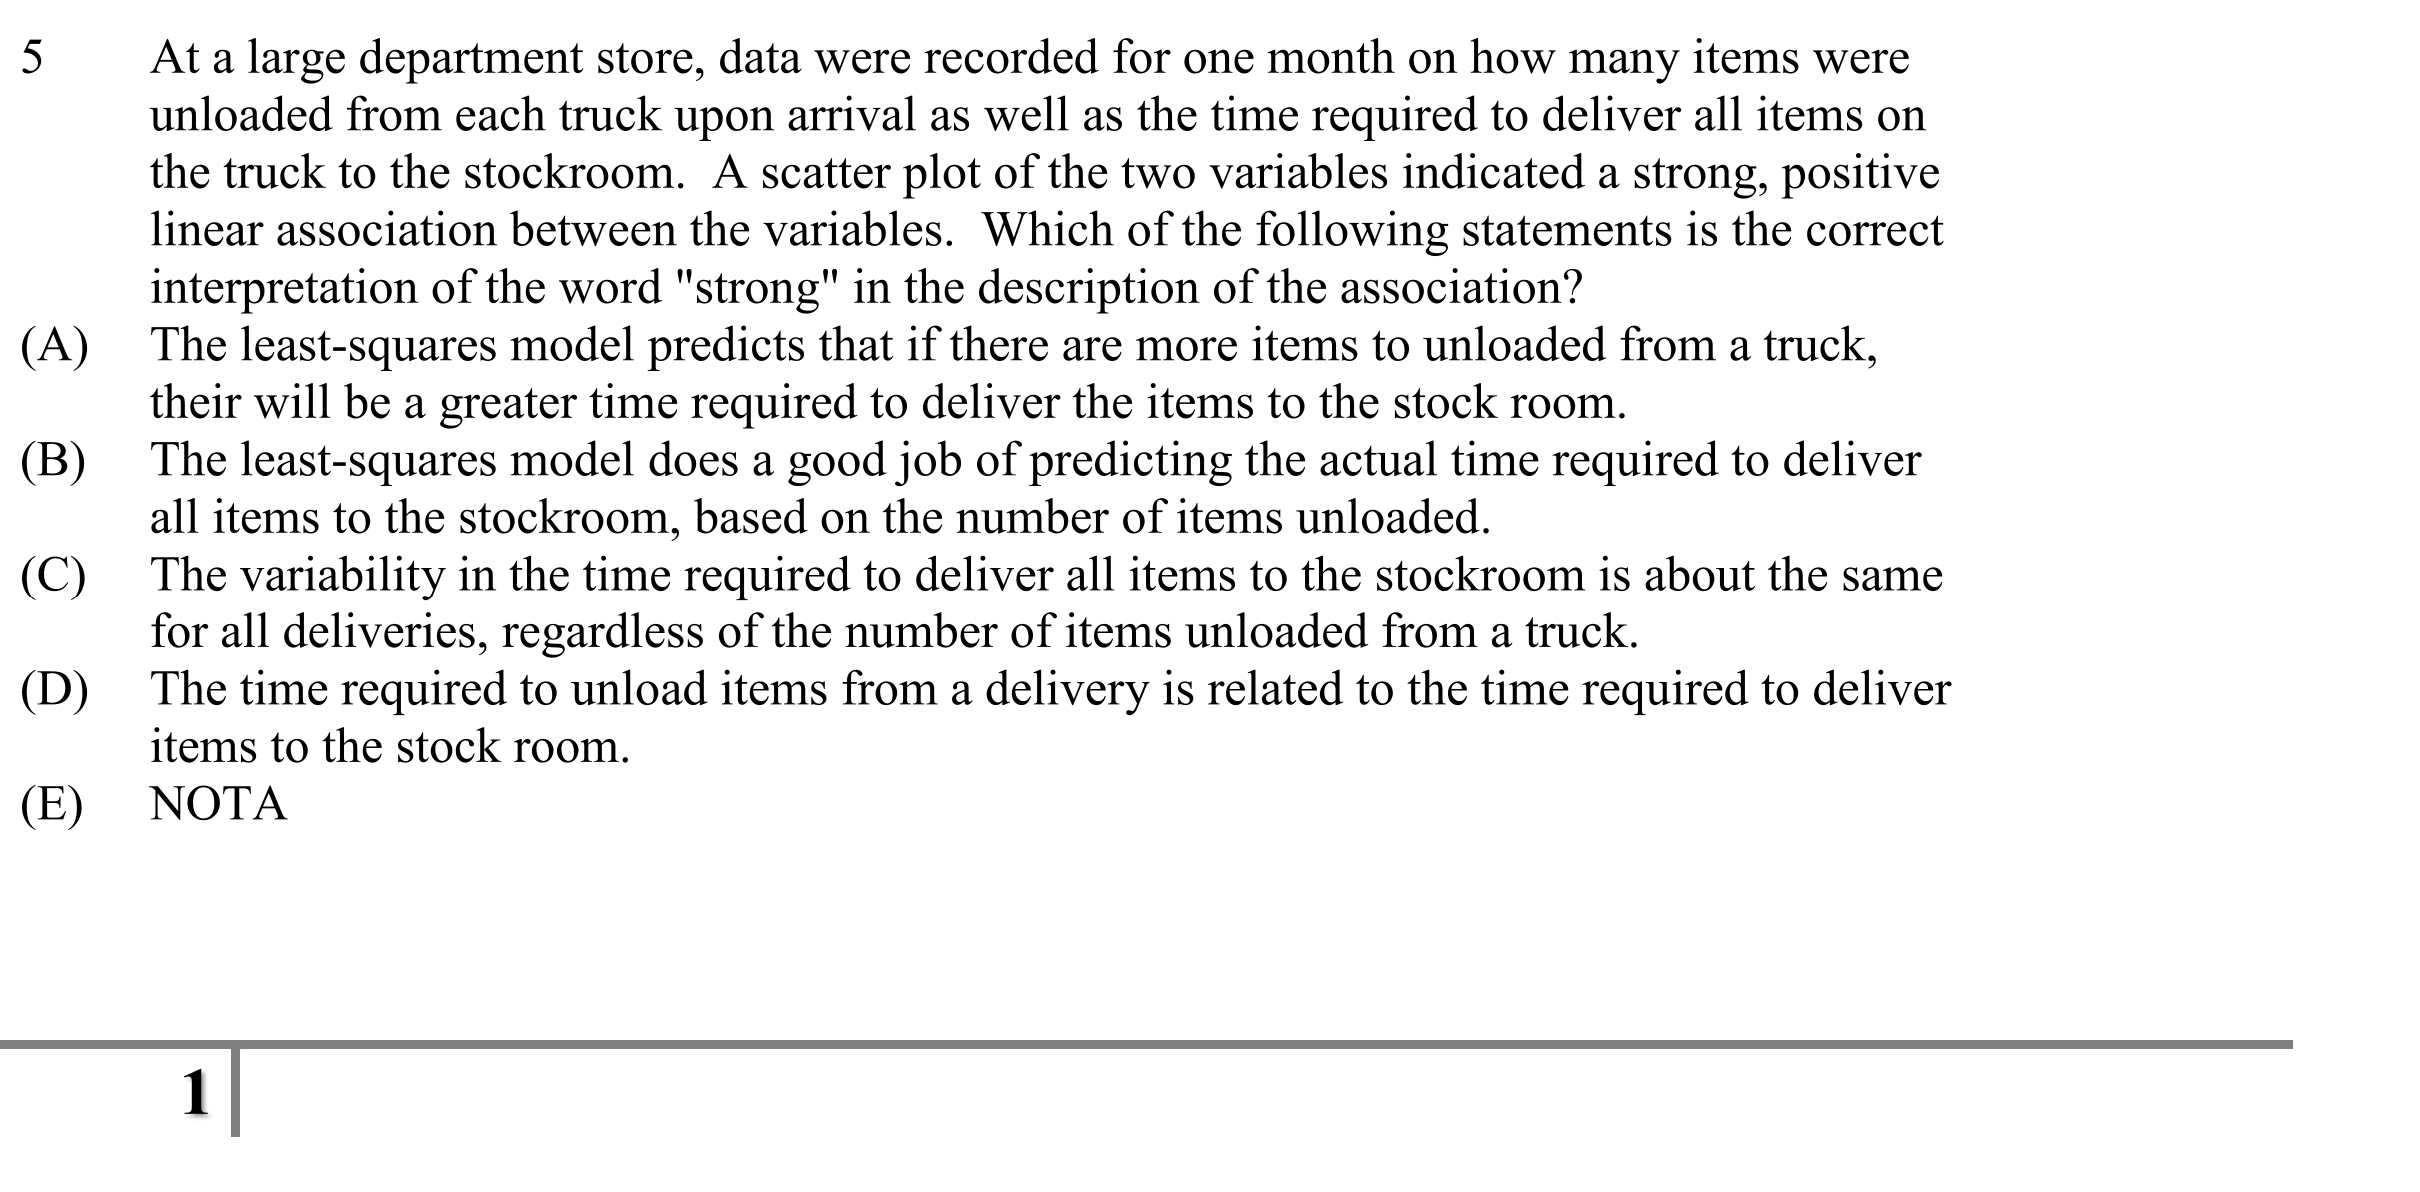 5 At a large department store, data were recorded for one month on how many items were
unloaded from each truck upon arrival as well as the time required to deliver all items on
the truck to the stockroom.  A scatter plot of the two variables indicated a strong, positive
linear association between the variables.  Which of the following statements is the correct
interpretation of the word "strong" in the description of the association?
(A) The least-squares model predicts that if there are more items to unloaded from a truck,
their will be a greater time required to deliver the items to the stock room.
(B) The least-squares model does a good job of predicting the actual time required to deliver
all items to the stockroom, based on the number of items unloaded.
(C) The variability in the time required to deliver all items to the stockroom is about the same
for all deliveries, regardless of the number of items unloaded from a truck.
(D) The time required to unload items from a delivery is related to the time required to deliver
items to the stock room.
(E) NOTA
1